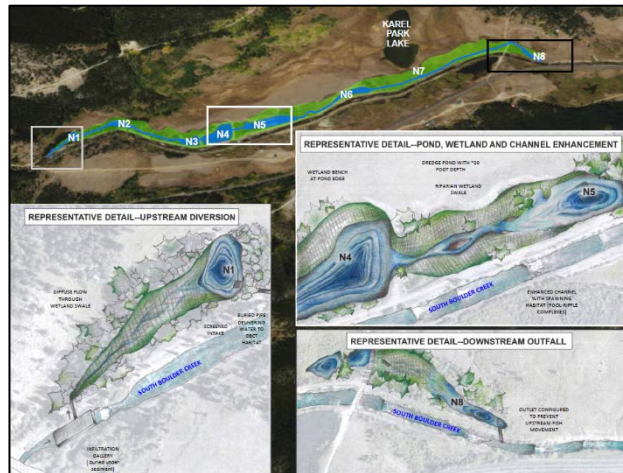 KAREL
PARK
LAKE
N1
N2
N3
N4
N5
N6
N7
N8
REPRESENTATIVE DETAIL--POND, WETLAND AND CHANNEL ENHANCEMENT
WETLAND BENCH
AT POND EDGE
DREDGE POND WITH
FOOT DEPTH
RIPARIAN WETLAND
SWALE
N5
N4
SOUTH BOULDER CREEK
ENHANCED CHANNEL
WITH SPAWNING
HABITAT (POOL-RIFFLE
COMPLEXES)
REPRESENTATIVE DETAIL--UPSTREAM DIVERSION
N1
DIFFUSE FLOW
THROUGH
WETLAND SWALE
SCREENED
INTAKE
BURIED PIPE
DELIVERING
WATER TO
HABITAT
SOUTH BOULDER CREEK
INFILTRATION
GALLERY
(buried under
sediment)
REPRESENTATIVE DETAIL--DOWNSTREAM OUTFALL
N8
SOUTH BOULDER CREEK
OUTLET CONFIGURED
TO PREVENT
UPSTREAM FISH
MOVEMENT